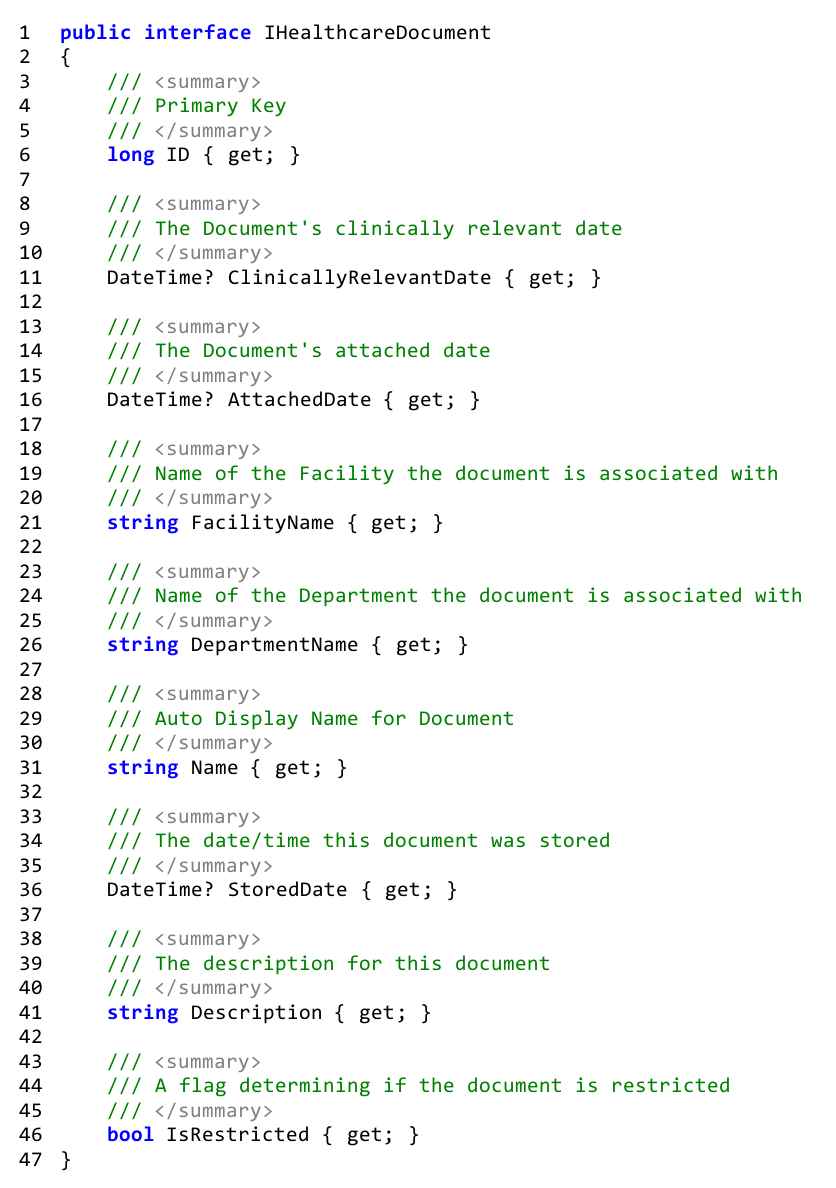 1 public interface IHealthcareDocument
2 {
3     /// <summary>
4     /// Primary Key
5     /// </summary>
6     long ID { get; }
7
8     /// <summary>
9     /// The Document's clinically relevant date
10     /// </summary>
11     DateTime? ClinicallyRelevantDate { get; }
12
13     /// <summary>
14     /// The Document's attached date
15     /// </summary>
16     DateTime? AttachedDate { get; }
17
18     /// <summary>
19     /// Name of the Facility the document is associated with
20     /// </summary>
21     string FacilityName { get; }
22
23     /// <summary>
24     /// Name of the Department the document is associated with
25     /// </summary>
26     string DepartmentName { get; }
27
28     /// <summary>
29     /// Auto Display Name for Document
30     /// </summary>
31     string Name { get; }
32
33     /// <summary>
34     /// The date/time this document was stored
35     /// </summary>
36     DateTime? StoredDate { get; }
37
38     /// <summary>
39     /// The description for this document
40     /// </summary>
41     string Description { get; }
42
43     /// <summary>
44     /// A flag determining if the document is restricted
45     /// </summary>
46     bool IsRestricted { get; }
47 }